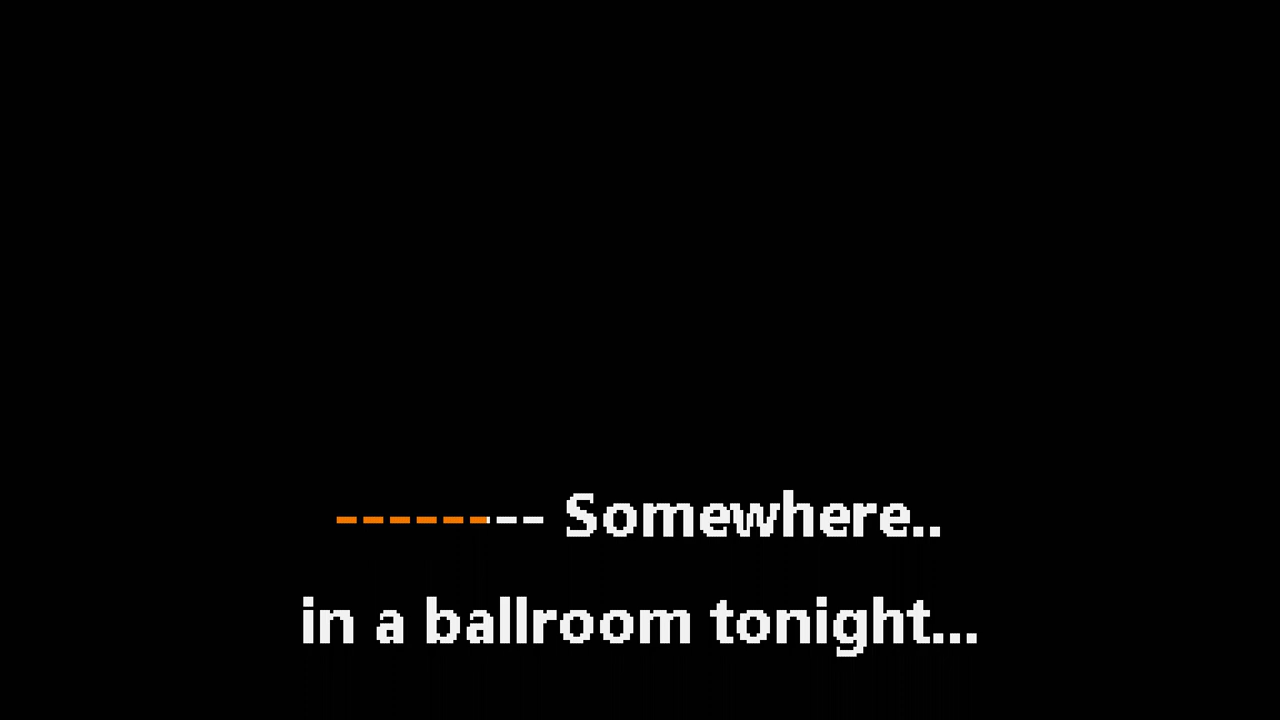 -------- Somewhere..
in a ballroom tonight...